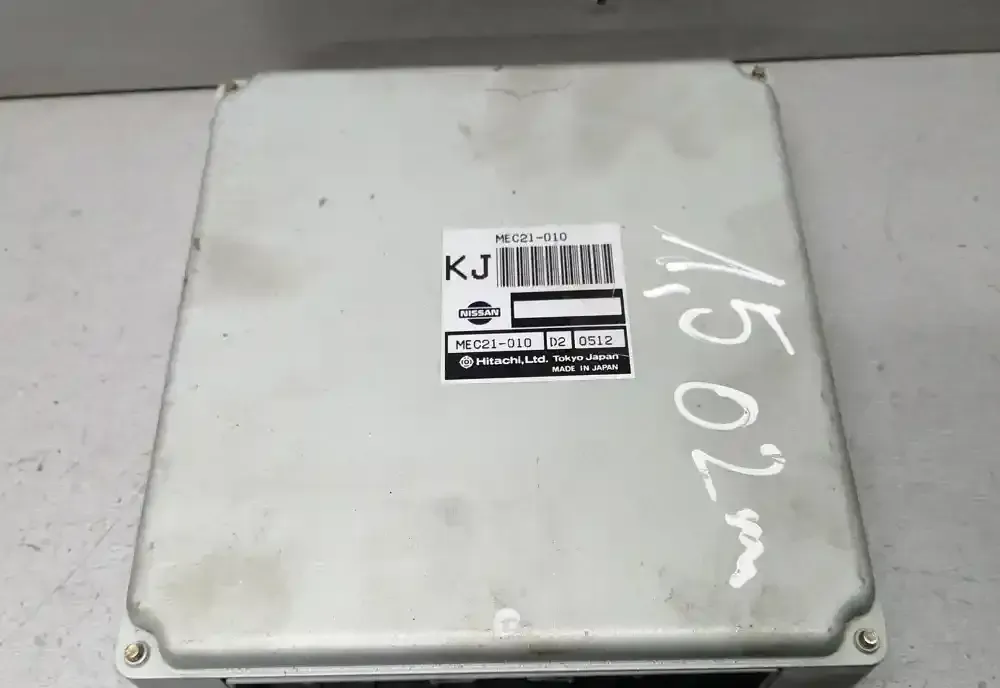 MEC21-010
KJ
NISSAN
MEC21-010 D2 0512
Hitachi, Ltd. Tokyo Japan
MADE IN JAPAN
1,5 02